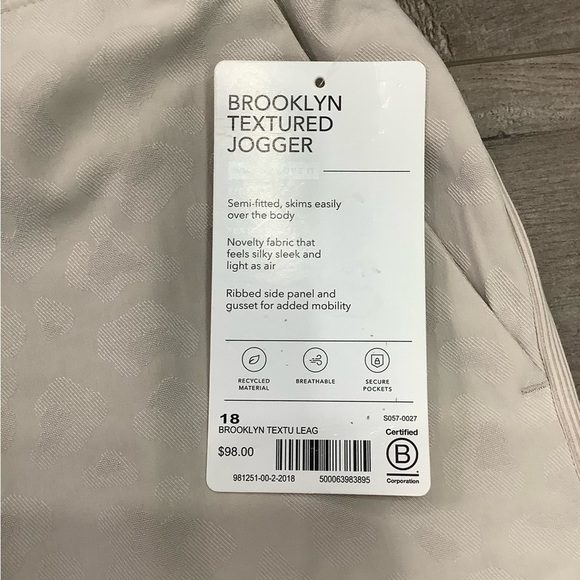 BROOKLYN
TEXTURED
JOGGER
Semi-fitted, skims easily
over the body
Novelty fabric that
feels silky sleek and
light as air
Ribbed side panel and
gusset for added mobility
RECYCLED
MATERIAL
BREATHABLE
SECURE
POCKETS
18
S057-0027
BROOKLYN TEXTU LEAG
$98.00
981251-00-2-2018
500063983895
Certified
B
Corporation